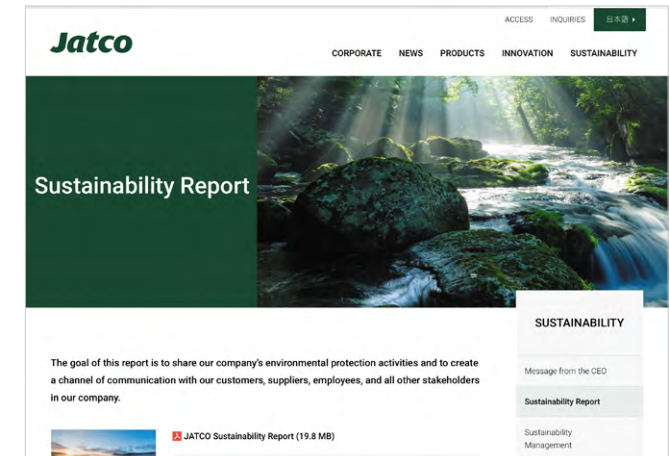 ACCESS INQUIRIES 日本語
Jatco
CORPORATE NEWS PRODUCTS INNOVATION SUSTAINABILITY
Sustainability Report
SUSTAINABILITY
The goal of this report is to share our company's environmental protection activities and to create
a channel of communication with our customers, suppliers, employees, and all other stakeholders
in our company.
Message from the CEO
Sustainability Report
Sustainability
Management
JATCO Sustainability Report (19.8 MB)